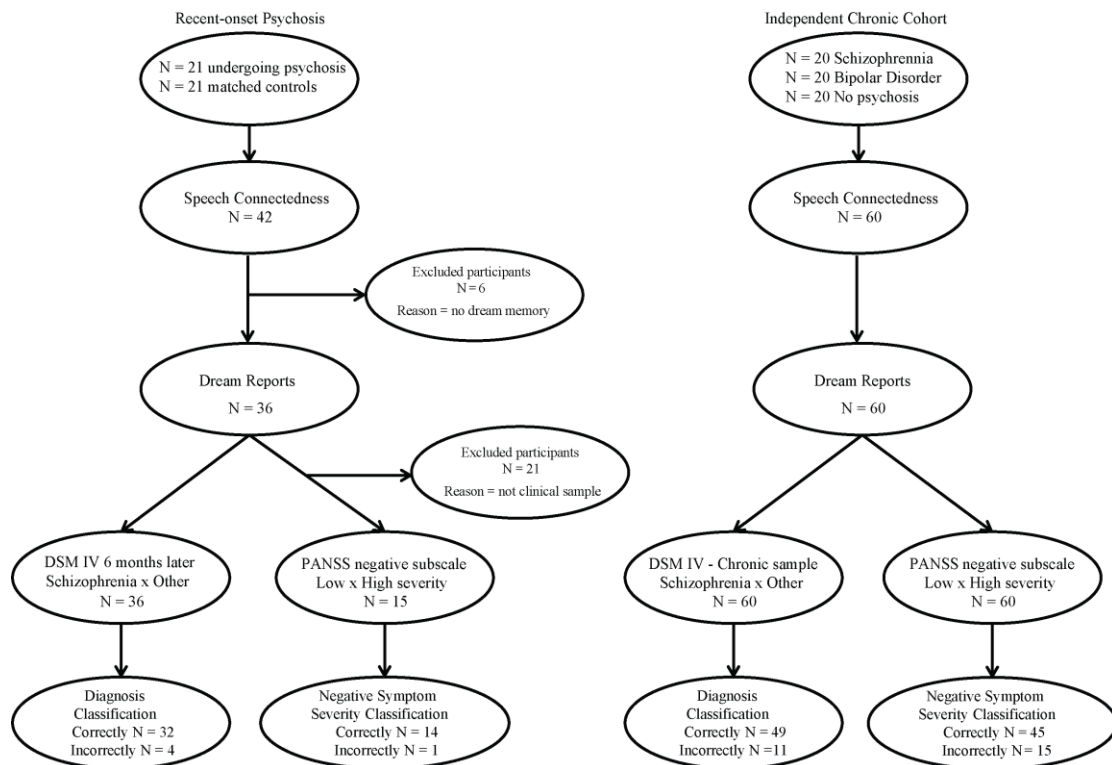 Recent-onset Psychosis
N = 21 undergoing psychosis
N = 21 matched controls
Speech Connectedness
N = 42
Excluded participants
N = 6
Reason = no dream memory
Dream Reports
N = 36
Excluded participants
N = 21
Reason = not clinical sample
DSM IV 6 months later
Schizophrenia x Other
N = 36
PANSS negative subscale
Low x High severity
N = 15
Diagnosis
Classification
Correctly N = 32
Incorrectly N = 4
Negative Symptom
Severity Classification
Correctly N = 14
Incorrectly N = 1
Independent Chronic Cohort
N = 20 Schizophrennia
N = 20 Bipolar Disorder
N = 20 No psychosis
Speech Connectedness
N = 60
Dream Reports
N = 60
DSM IV - Chronic sample
Schizophrenia x Other
N = 60
PANSS negative subscale
Low x High severity
N = 60
Diagnosis
Classification
Correctly N = 49
Incorrectly N =11
Negative Symptom
Severity Classification
Correctly N = 45
Incorrectly N = 15